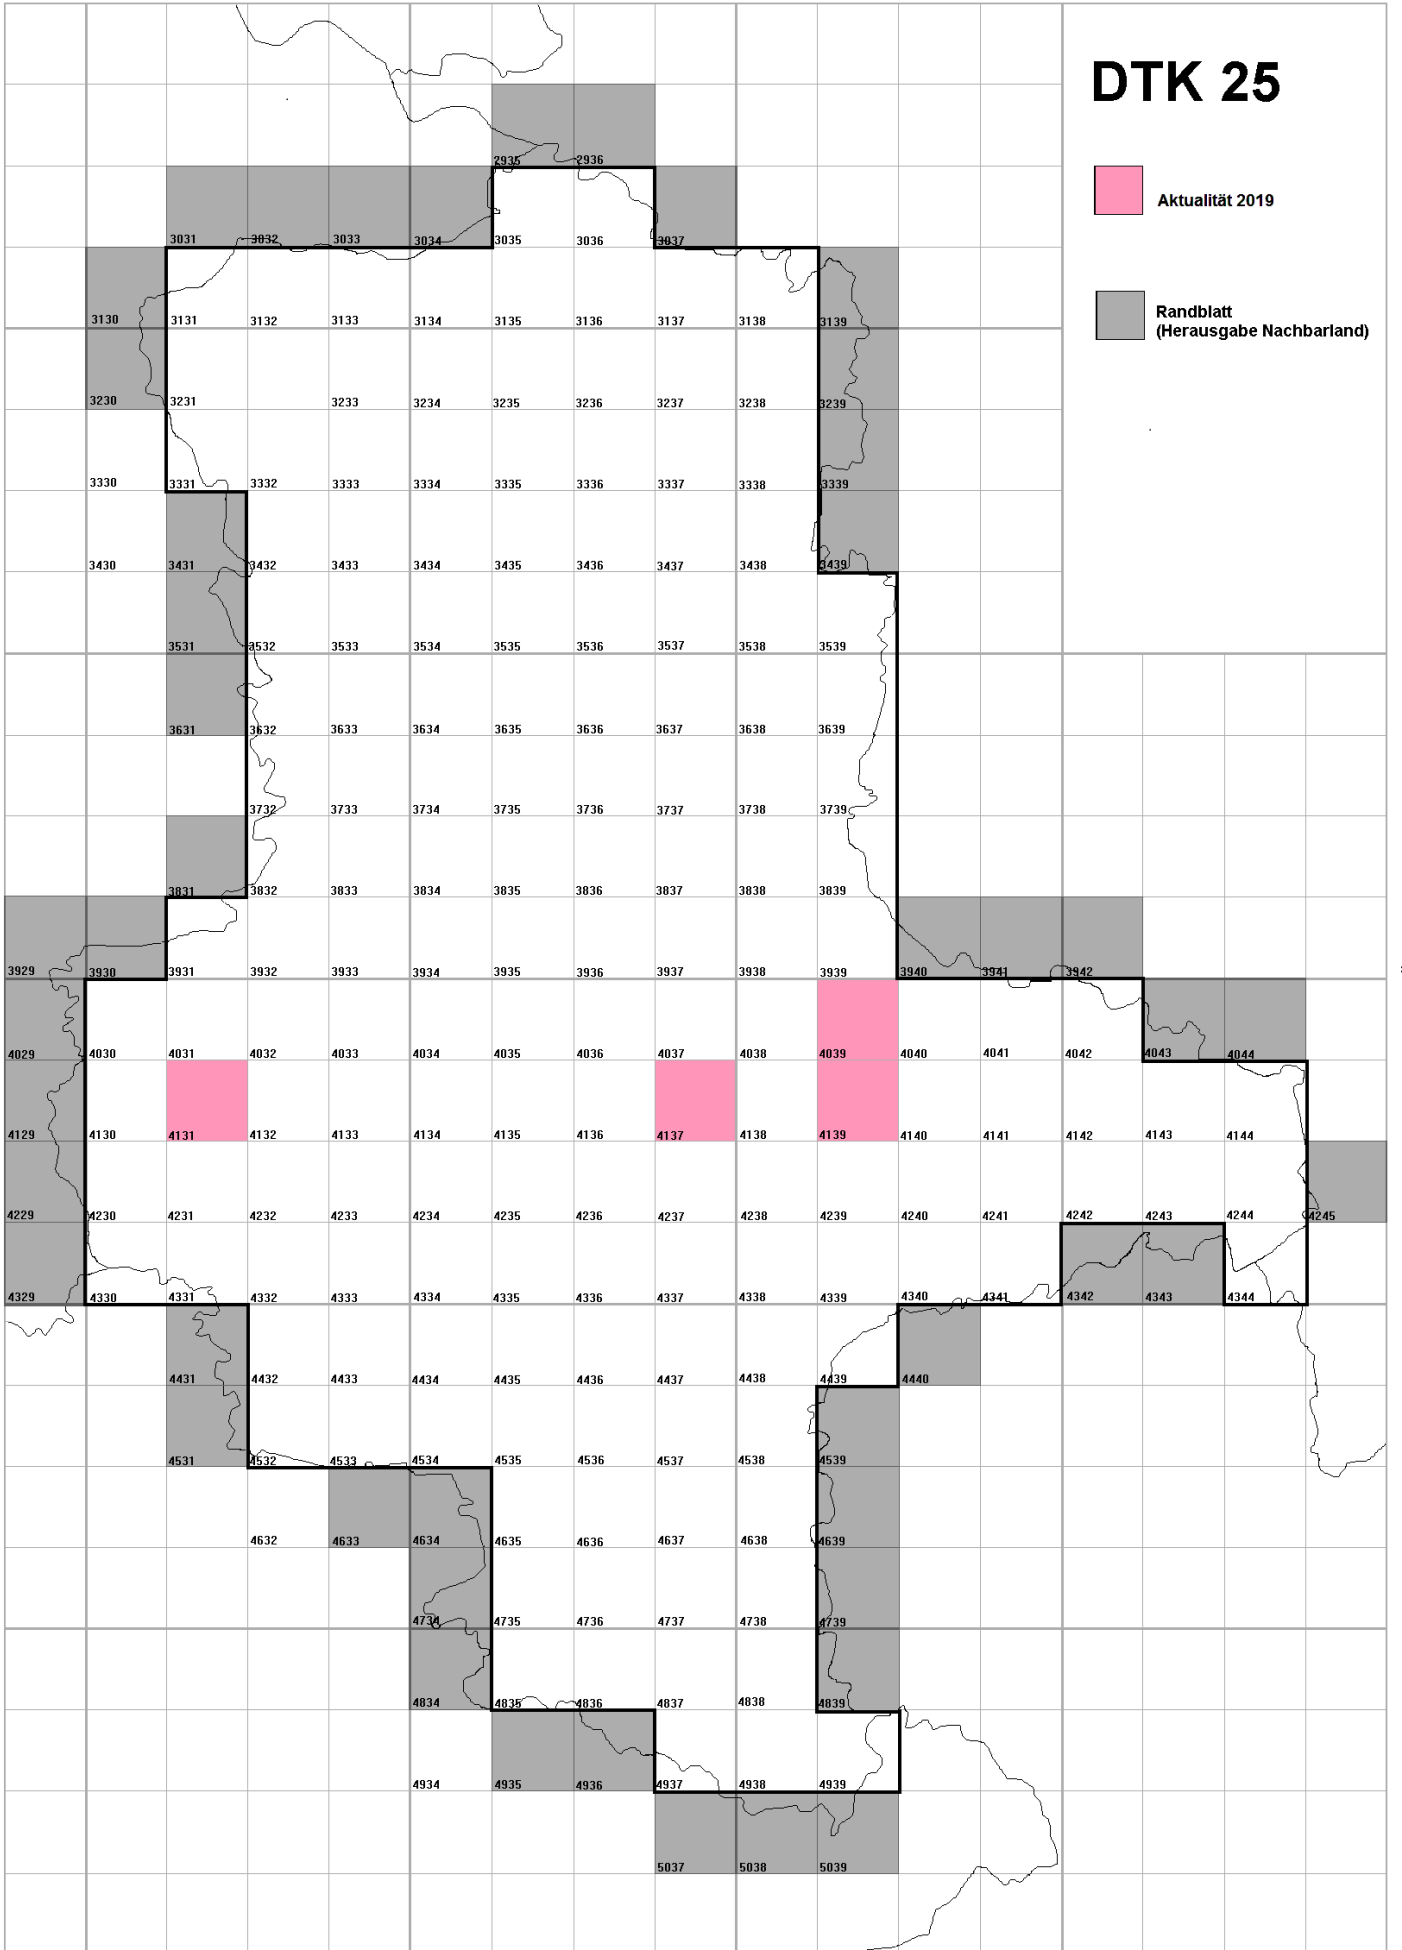 DTK 25
Aktualität 2019
Randblatt
(Herausgabe Nachbarland)
2935 2936
3031 3032 3033 3034 3035 3036 3037
3130 3131 3132 3133 3134 3135 3136 3137 3138 3139
3230 3231 3233 3234 3235 3236 3237 3238 3239
3330 3331 3332 3333 3334 3335 3336 3337 3338 3339
3430 3431 3432 3433 3434 3435 3436 3437 3438 3439
3531 3532 3533 3534 3535 3536 3537 3538 3539
3631 3632 3633 3634 3635 3636 3637 3638 3639
3732 3733 3734 3735 3736 3737 3738 3739
3831 3832 3833 3834 3835 3836 3837 3838 3839
3929 3930 3931 3932 3933 3934 3935 3936 3937 3938 3939 3940 3941 3942
4029 4030 4031 4032 4033 4034 4035 4036 4037 4038 4039 4040 4041 4042 4043 4044
4129 4130 4131 4132 4133 4134 4135 4136 4137 4138 4139 4140 4141 4142 4143 4144
4229 4230 4231 4232 4233 4234 4235 4236 4237 4238 4239 4240 4241 4242 4243 4244 4245
4329 4330 4331 4332 4333 4334 4335 4336 4337 4338 4339 4340 4341 4342 4343 4344
4431 4432 4433 4434 4435 4436 4437 4438 4439 4440
4531 4532 4533 4534 4535 4536 4537 4538 4539
4632 4633 4634 4635 4636 4637 4638 4639
4734 4735 4736 4737 4738 4739
4834 4835 4836 4837 4838 4839
4934 4935 4936 4937 4938 4939
5037 5038 5039